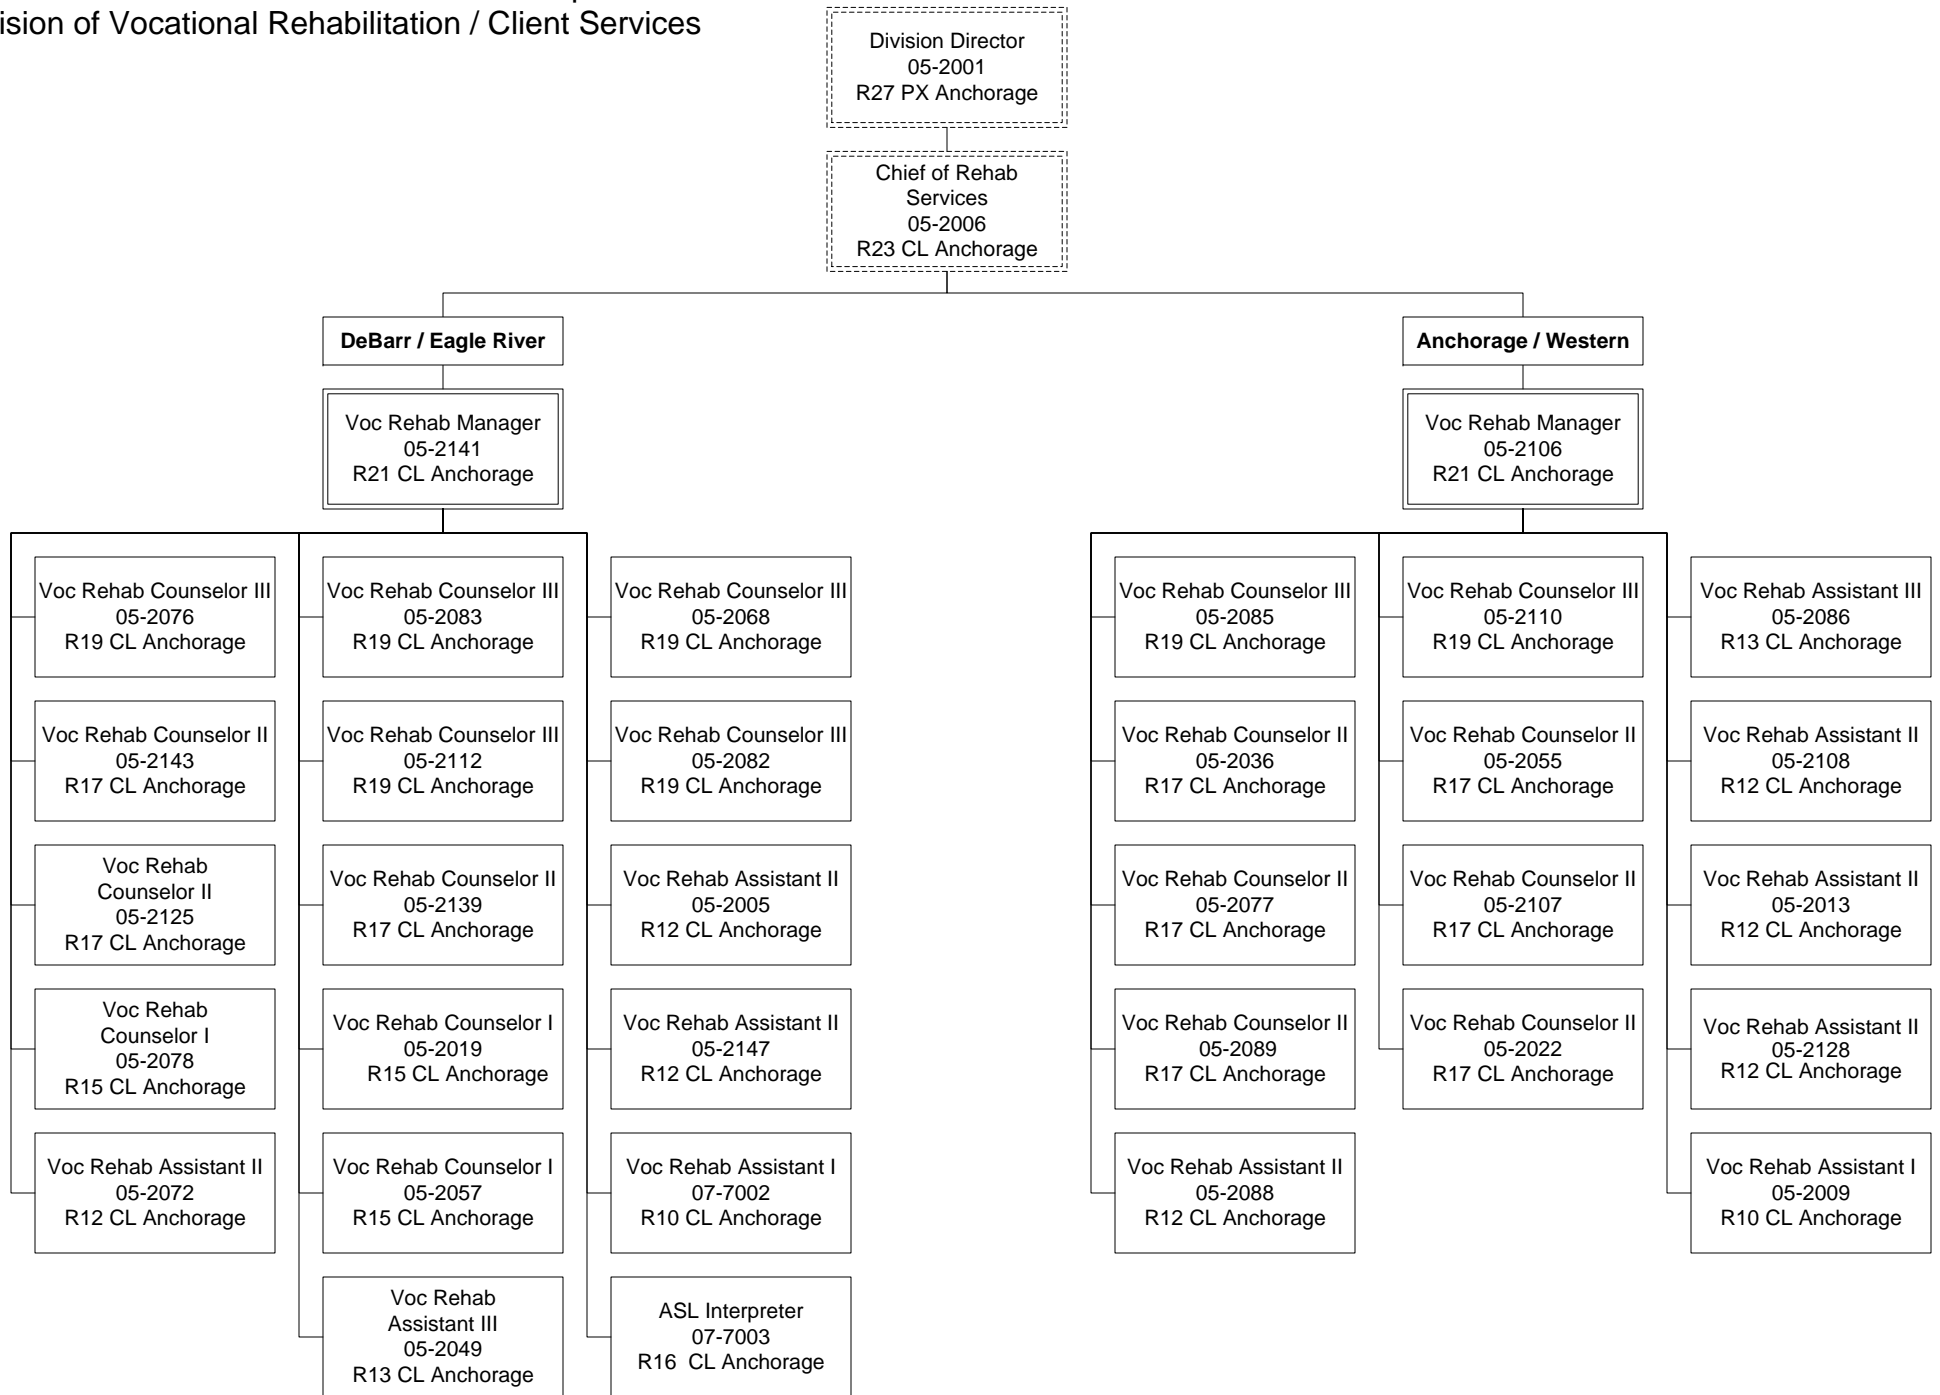 ision of Vocational Rehabilitation / Client Services
Division Director
05-2001
R27 PX Anchorage
Chief of Rehab
Services
05-2006
R23 CL Anchorage
DeBarr / Eagle River
Anchorage / Western
Voc Rehab Manager
05-2141
R21 CL Anchorage
Voc Rehab Manager
05-2106
R21 CL Anchorage
Voc Rehab Counselor III
05-2076
R19 CL Anchorage
Voc Rehab Counselor II
05-2143
R17 CL Anchorage
Voc Rehab
Counselor II
05-2125
R17 CL Anchorage
Voc Rehab
Counselor I
05-2078
R15 CL Anchorage
Voc Rehab Assistant II
05-2072
R12 CL Anchorage
Voc Rehab Counselor III
05-2083
R19 CL Anchorage
Voc Rehab Counselor III
05-2112
R19 CL Anchorage
Voc Rehab Counselor II
05-2139
R17 CL Anchorage
Voc Rehab Counselor I
05-2019
R15 CL Anchorage
Voc Rehab Counselor I
05-2057
R15 CL Anchorage
Voc Rehab
Assistant III
05-2049
R13 CL Anchorage
Voc Rehab Counselor III
05-2068
R19 CL Anchorage
Voc Rehab Counselor III
05-2082
R19 CL Anchorage
Voc Rehab Assistant II
05-2005
R12 CL Anchorage
Voc Rehab Assistant II
05-2147
R12 CL Anchorage
Voc Rehab Assistant I
07-7002
R10 CL Anchorage
ASL Interpreter
07-7003
R16 CL Anchorage
Voc Rehab Counselor III
05-2085
R19 CL Anchorage
Voc Rehab Counselor II
05-2036
R17 CL Anchorage
Voc Rehab Counselor II
05-2077
R17 CL Anchorage
Voc Rehab Counselor II
05-2089
R17 CL Anchorage
Voc Rehab Assistant II
05-2088
R12 CL Anchorage
Voc Rehab Counselor III
05-2110
R19 CL Anchorage
Voc Rehab Counselor II
05-2055
R17 CL Anchorage
Voc Rehab Counselor II
05-2107
R17 CL Anchorage
Voc Rehab Counselor II
05-2022
R17 CL Anchorage
Voc Rehab Assistant III
05-2086
R13 CL Anchorage
Voc Rehab Assistant II
05-2108
R12 CL Anchorage
Voc Rehab Assistant II
05-2013
R12 CL Anchorage
Voc Rehab Assistant II
05-2128
R12 CL Anchorage
Voc Rehab Assistant I
05-2009
R10 CL Anchorage